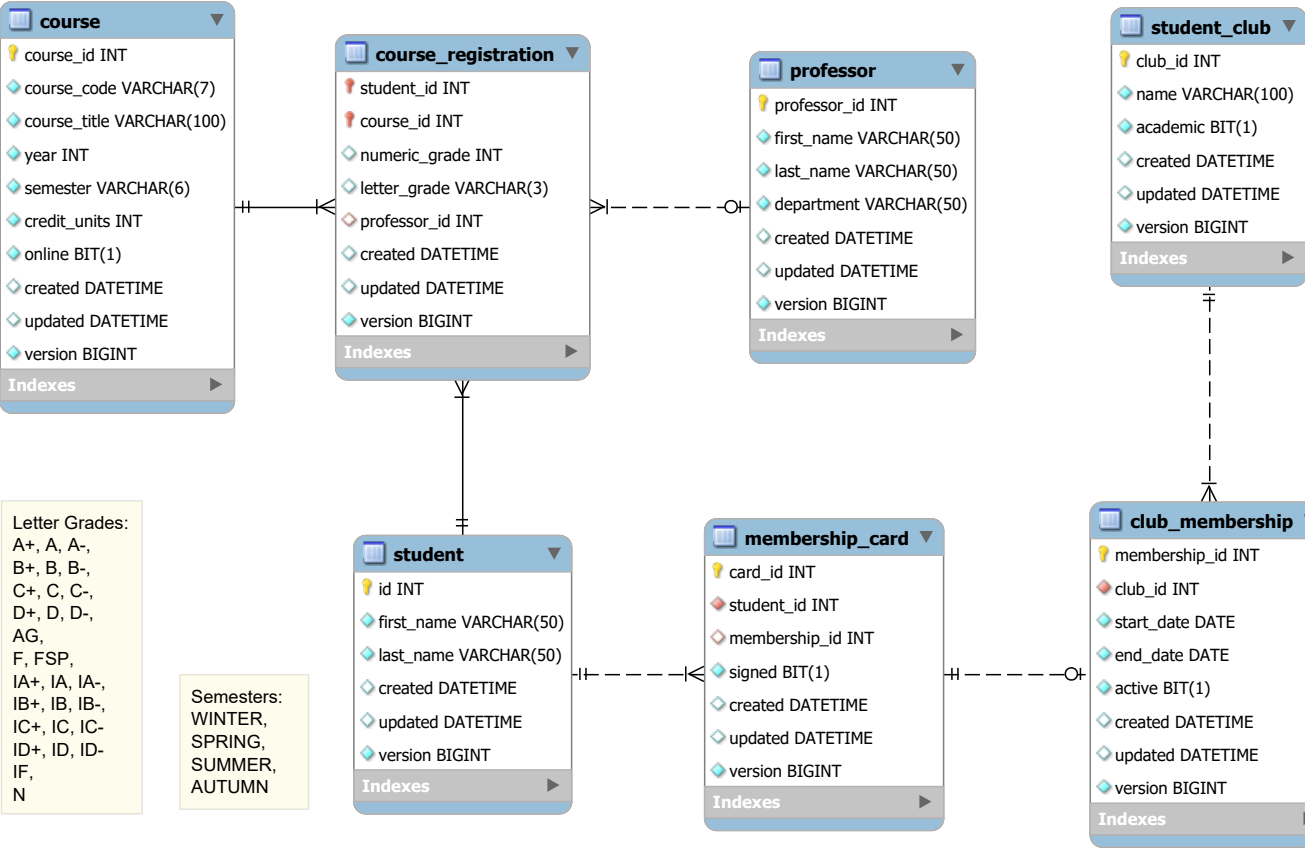 course
course_id INT
course_code VARCHAR(7)
course_title VARCHAR(100)
year INT
semester VARCHAR(6)
credit_units INT
online BIT(1)
created DATETIME
updated DATETIME
version BIGINT
Indexes
course_registration
student_id INT
course_id INT
numeric_grade INT
letter_grade VARCHAR(3)
professor_id INT
created DATETIME
updated DATETIME
version BIGINT
Indexes
professor
professor_id INT
first_name VARCHAR(50)
last_name VARCHAR(50)
department VARCHAR(50)
created DATETIME
updated DATETIME
version BIGINT
Indexes
student_club
club_id INT
name VARCHAR(100)
academic BIT(1)
created DATETIME
updated DATETIME
version BIGINT
Indexes
Letter Grades:
A+, A, A-,
B+, B, B-,
C+, C, C-,
D+, D, D-,
AG,
F, FSP,
IA+, IA, IA-,
IB+, IB, IB-,
IC+, IC, IC-
ID+, ID, ID-
IF,
N
Semesters:
WINTER,
SPRING,
SUMMER,
AUTUMN
student
id INT
first_name VARCHAR(50)
last_name VARCHAR(50)
created DATETIME
updated DATETIME
version BIGINT
Indexes
membership_card
card_id INT
student_id INT
membership_id INT
signed BIT(1)
created DATETIME
updated DATETIME
version BIGINT
Indexes
club_membership
membership_id INT
club_id INT
start_date DATE
end_date DATE
active BIT(1)
created DATETIME
updated DATETIME
version BIGINT
Indexes